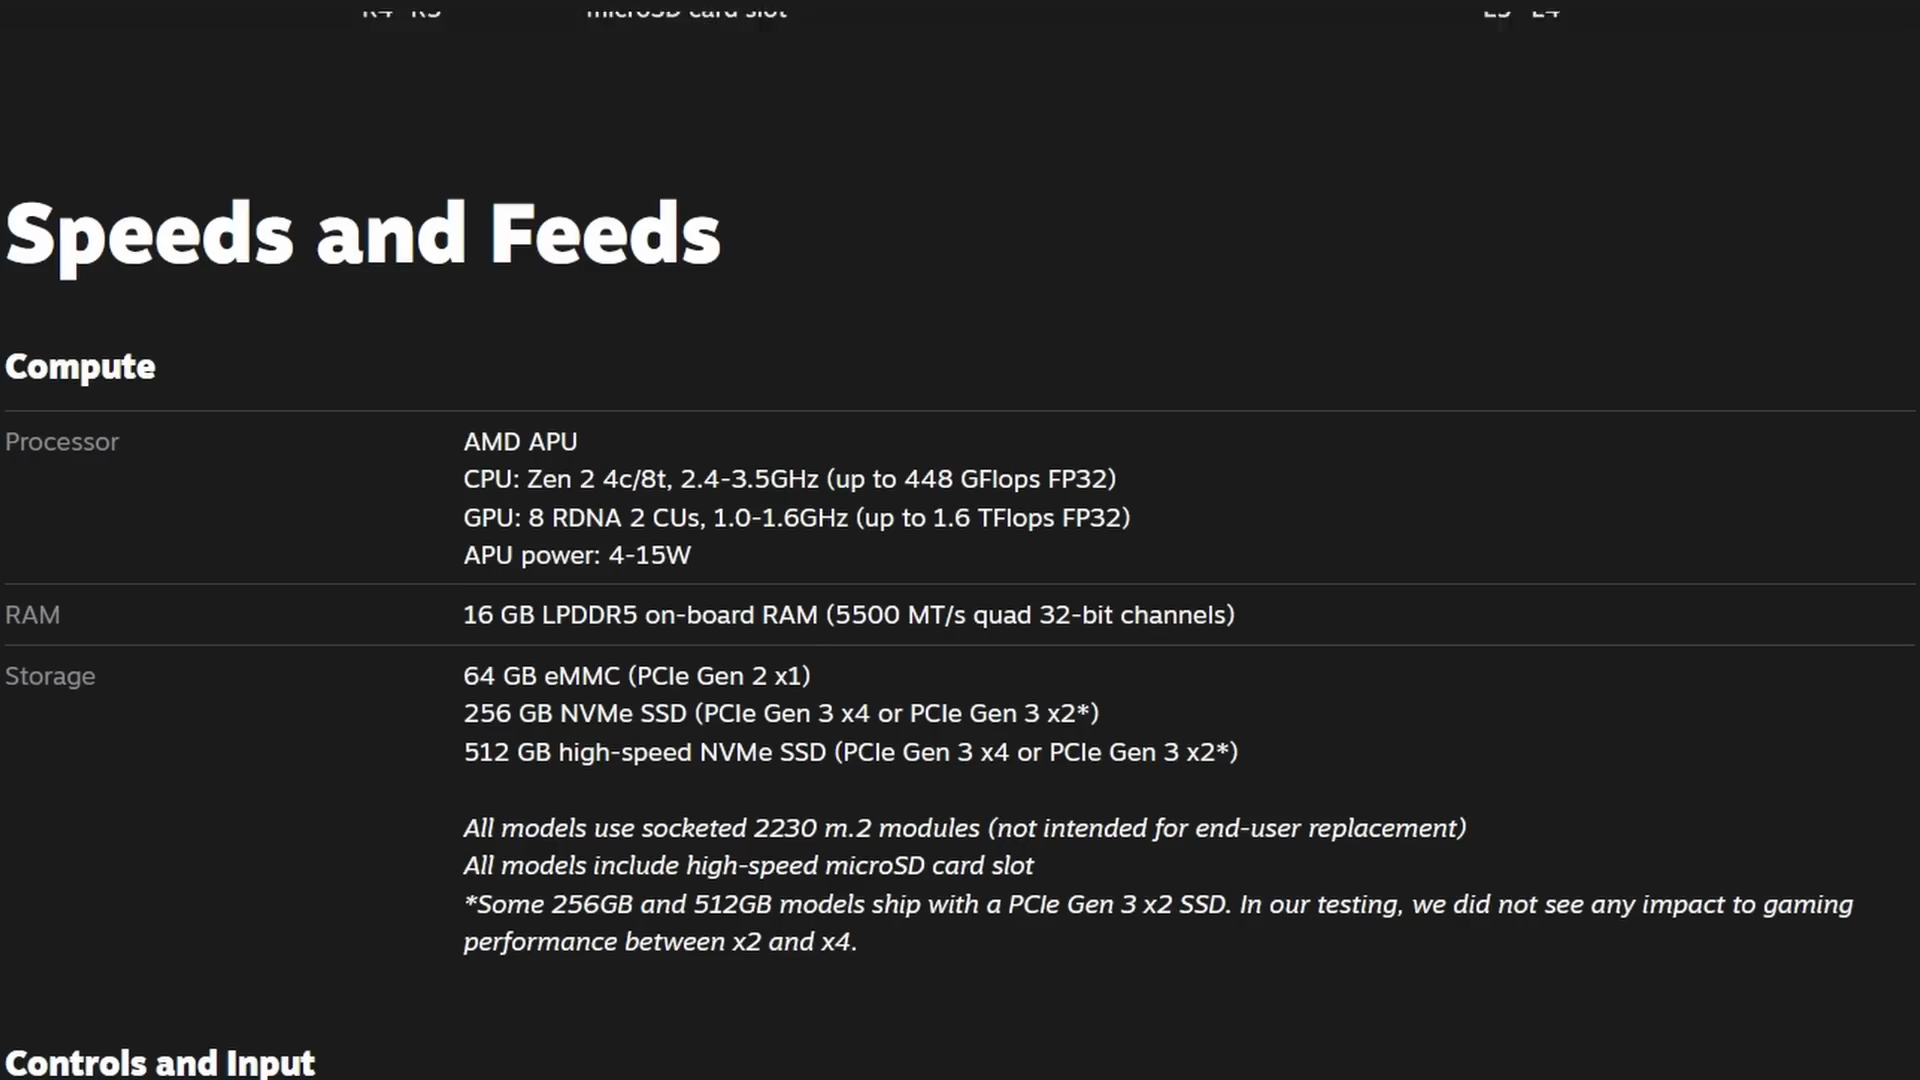 R4 R5 microSD card slot L5 L4
Speeds and Feeds
Compute
Processor
AMD APU
CPU: Zen 2 4c/8t, 2.4-3.5GHz (up to 448 GFlops FP32)
GPU: 8 RDNA 2 CUs, 1.0-1.6GHz (up to 1.6 TFlops FP32)
APU power: 4-15W
RAM
16 GB LPDDR5 on-board RAM (5500 MT/s quad 32-bit channels)
Storage
64 GB eMMC (PCIe Gen 2 x1)
256 GB NVMe SSD (PCIe Gen 3 x4 or PCIe Gen 3 x2*)
512 GB high-speed NVMe SSD (PCIe Gen 3 x4 or PCIe Gen 3 x2*)
All models use socketed 2230 m.2 modules (not intended for end-user replacement)
All models include high-speed microSD card slot
*Some 256GB and 512GB models ship with a PCIe Gen 3 x2 SSD. In our testing, we did not see any impact to gaming
performance between x2 and x4.
Controls and Input